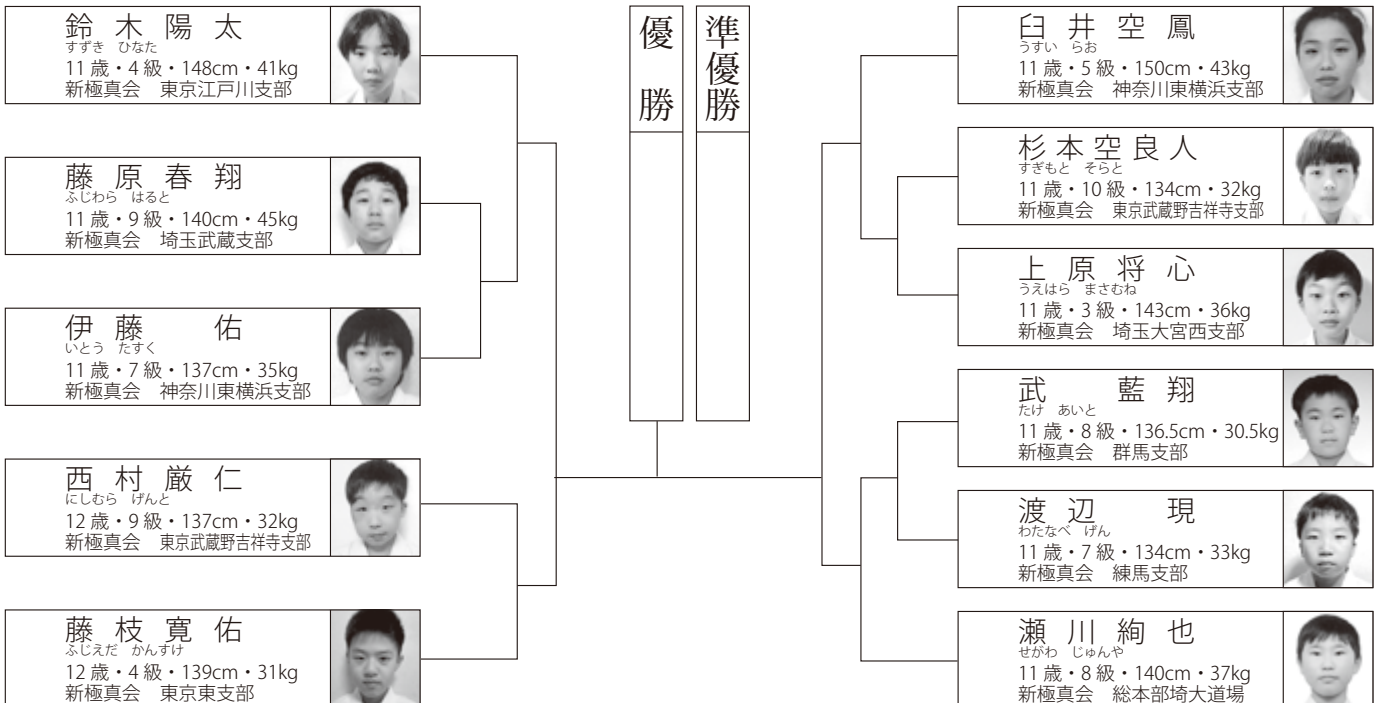 鈴木陽太
すずき ひなた
11歳・4級・148cm・41kg
新極真会 東京江戸川支部
藤原春翔
ふじわら はると
11歳・9級・140cm・45kg
新極真会 埼玉武蔵支部
伊藤 佑
いとう たすく
11歳・7級・137cm・35kg
新極真会 神奈川東横浜支部
西村厳仁
にしむら げんと
12歳・9級・137cm・32kg
新極真会 東京武蔵野吉祥寺支部
藤枝寛佑
ふじえだ かんすけ
12歳・4級・139cm・31kg
新極真会 東京東支部
優勝
準優勝
臼井空鳳
うすい らお
11歳・5級・150cm・43kg
新極真会 神奈川東横浜支部
杉本空良人
すぎもと そらと
11歳・10級・134cm・32kg
新極真会 東京武蔵野吉祥寺支部
上原将心
うえはら まさむね
11歳・3級・143cm・36kg
新極真会 埼玉大宮西支部
武 藍翔
たけ あいと
11歳・8級・136.5cm・30.5kg
新極真会 群馬支部
渡辺 現
わたなべ げん
11歳・7級・134cm・33kg
新極真会 練馬支部
瀬川絢也
せがわ じゅんや
11歳・8級・140cm・37kg
新極真会 総本部埼大道場